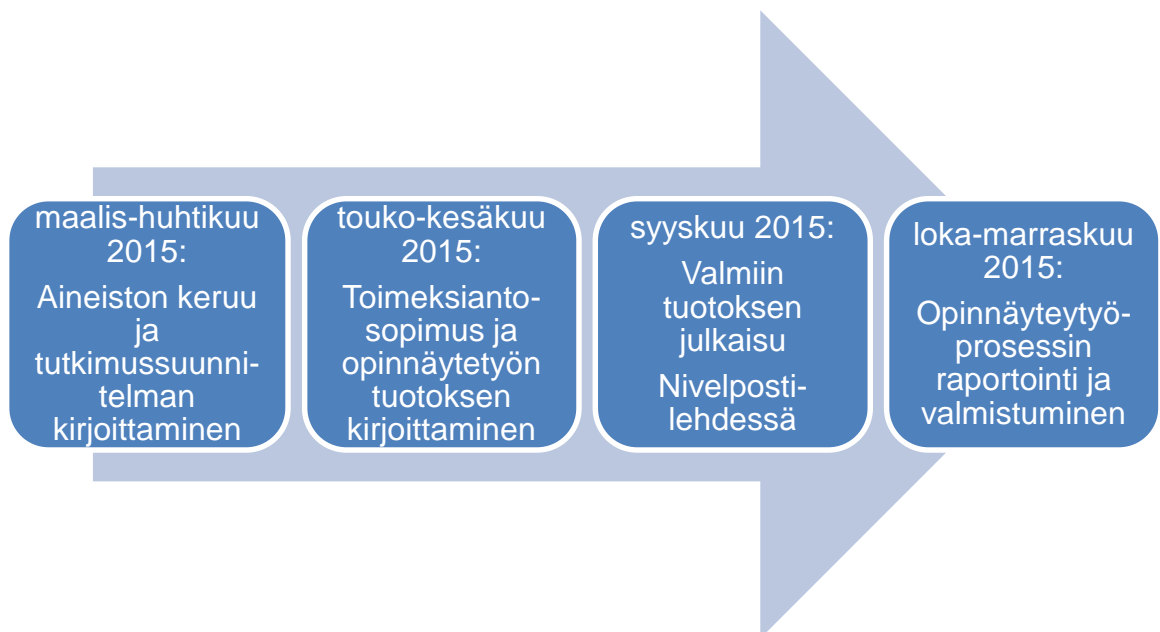 maalis-huhtikuu
2015:
Aineiston keruu
ja
tutkimussuunni-
telman
kirjoittaminen
touko-kesäkuu
2015:
Toimeksianto-
sopimus ja
opinnäytetyön
tuotoksen
kirjoittaminen
syyskuu 2015:
Valmiin
tuotoksen
julkaisu
Nivelposti-
lehdessä
loka-marraskuu
2015:
Opinnäyteytyö-
prosessin
raportointi ja
valmistuminen